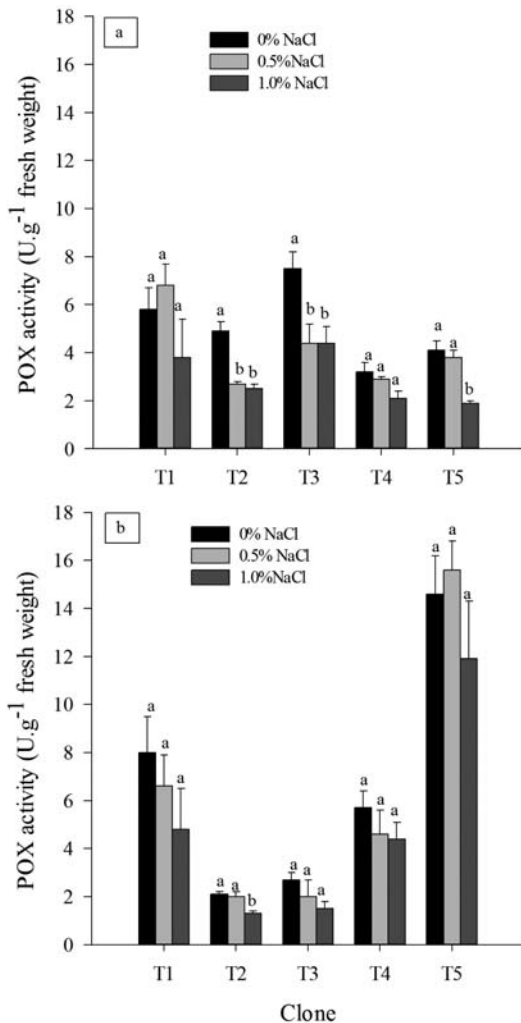 a
0% NaCl
0.5%NaCl
1.0% NaCl
POX activity (U.g-1 fresh weight)
18
16
14
12
10
8
6
4
2
0
a a a
a b b
a b b
a a a
a a b
T1 T2 T3 T4 T5
b
0% NaCl
0.5% NaCl
1.0%NaCl
POX activity (U.g-1 fresh weight)
18
16
14
12
10
8
6
4
2
0
a a a
a a b
a a a
a a a
a a a
T1 T2 T3 T4 T5
Clone